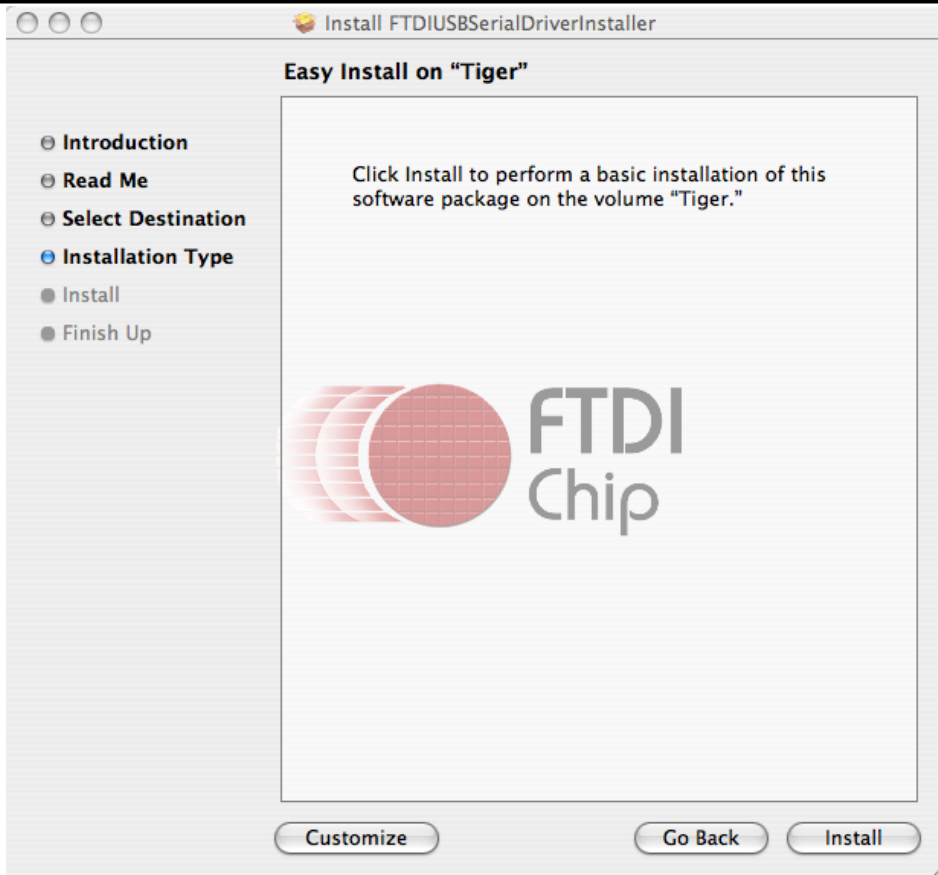 Install FTDIUSBSerialDriverInstaller
Easy Install on “Tiger”
Introduction
Read Me
Select Destination
Installation Type
Install
Finish Up
Click Install to perform a basic installation of this
software package on the volume “Tiger.”
FTDI
Chip
Customize
Go Back
Install